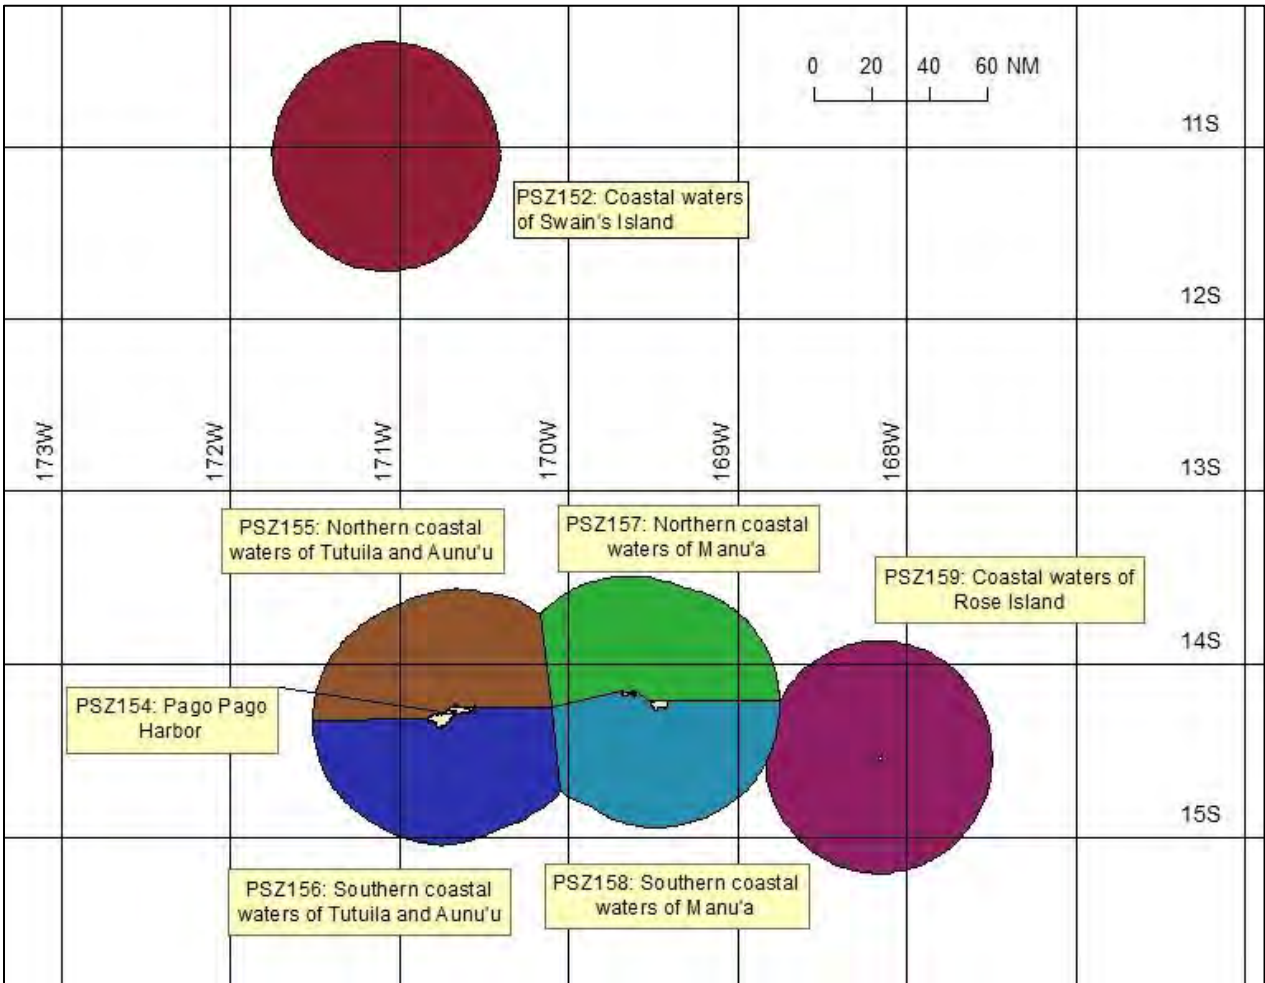 0 20 40 60 NM
11S
PSZ152: Coastal waters
of Swain's Island
12S
173W
172W
171W
170W
169W
168W
13S
PSZ155: Northern coastal
waters of Tutuila and Aunu'u
PSZ157: Northern coastal
waters of Manu'a
PSZ159: Coastal waters of
Rose Island
14S
PSZ154: Pago Pago
Harbor
15S
PSZ156: Southern coastal
waters of Tutuila and Aunu'u
PSZ158: Southern coastal
waters of Manu'a